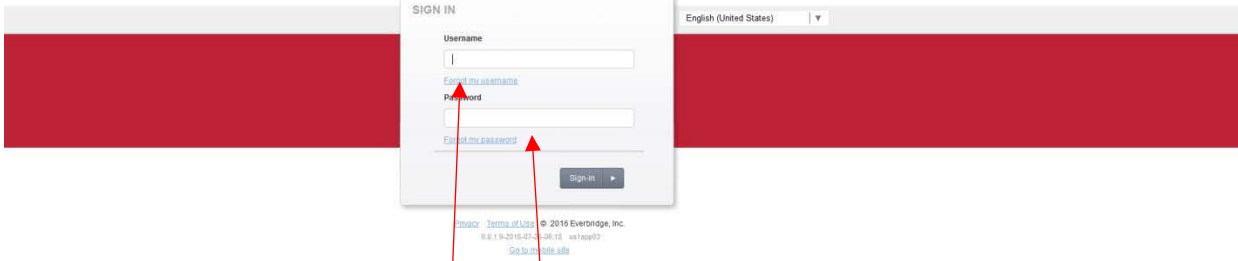 SIGN IN
English (United States)
Username
Forgot my username
Password
Forgot my password
Sign-in
Privacy Terms of Use © 2016 Everbridge, Inc.
Go to mobile site